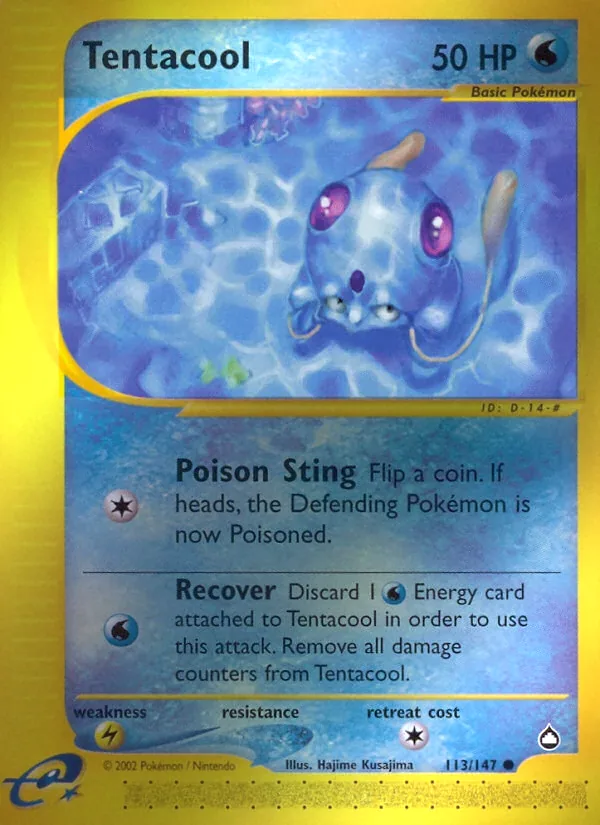 Tentacool 50 HP
Basic Pokémon
ID: D-14-#
Poison Sting Flip a coin. If
heads, the Defending Pokémon is
now Poisoned.
Recover Discard 1 Energy card
attached to Tentacool in order to use
this attack. Remove all damage
counters from Tentacool.
weakness resistance retreat cost
© 2002 Pokémon / Nintendo Illus. Hajime Kusajima 113/147
e